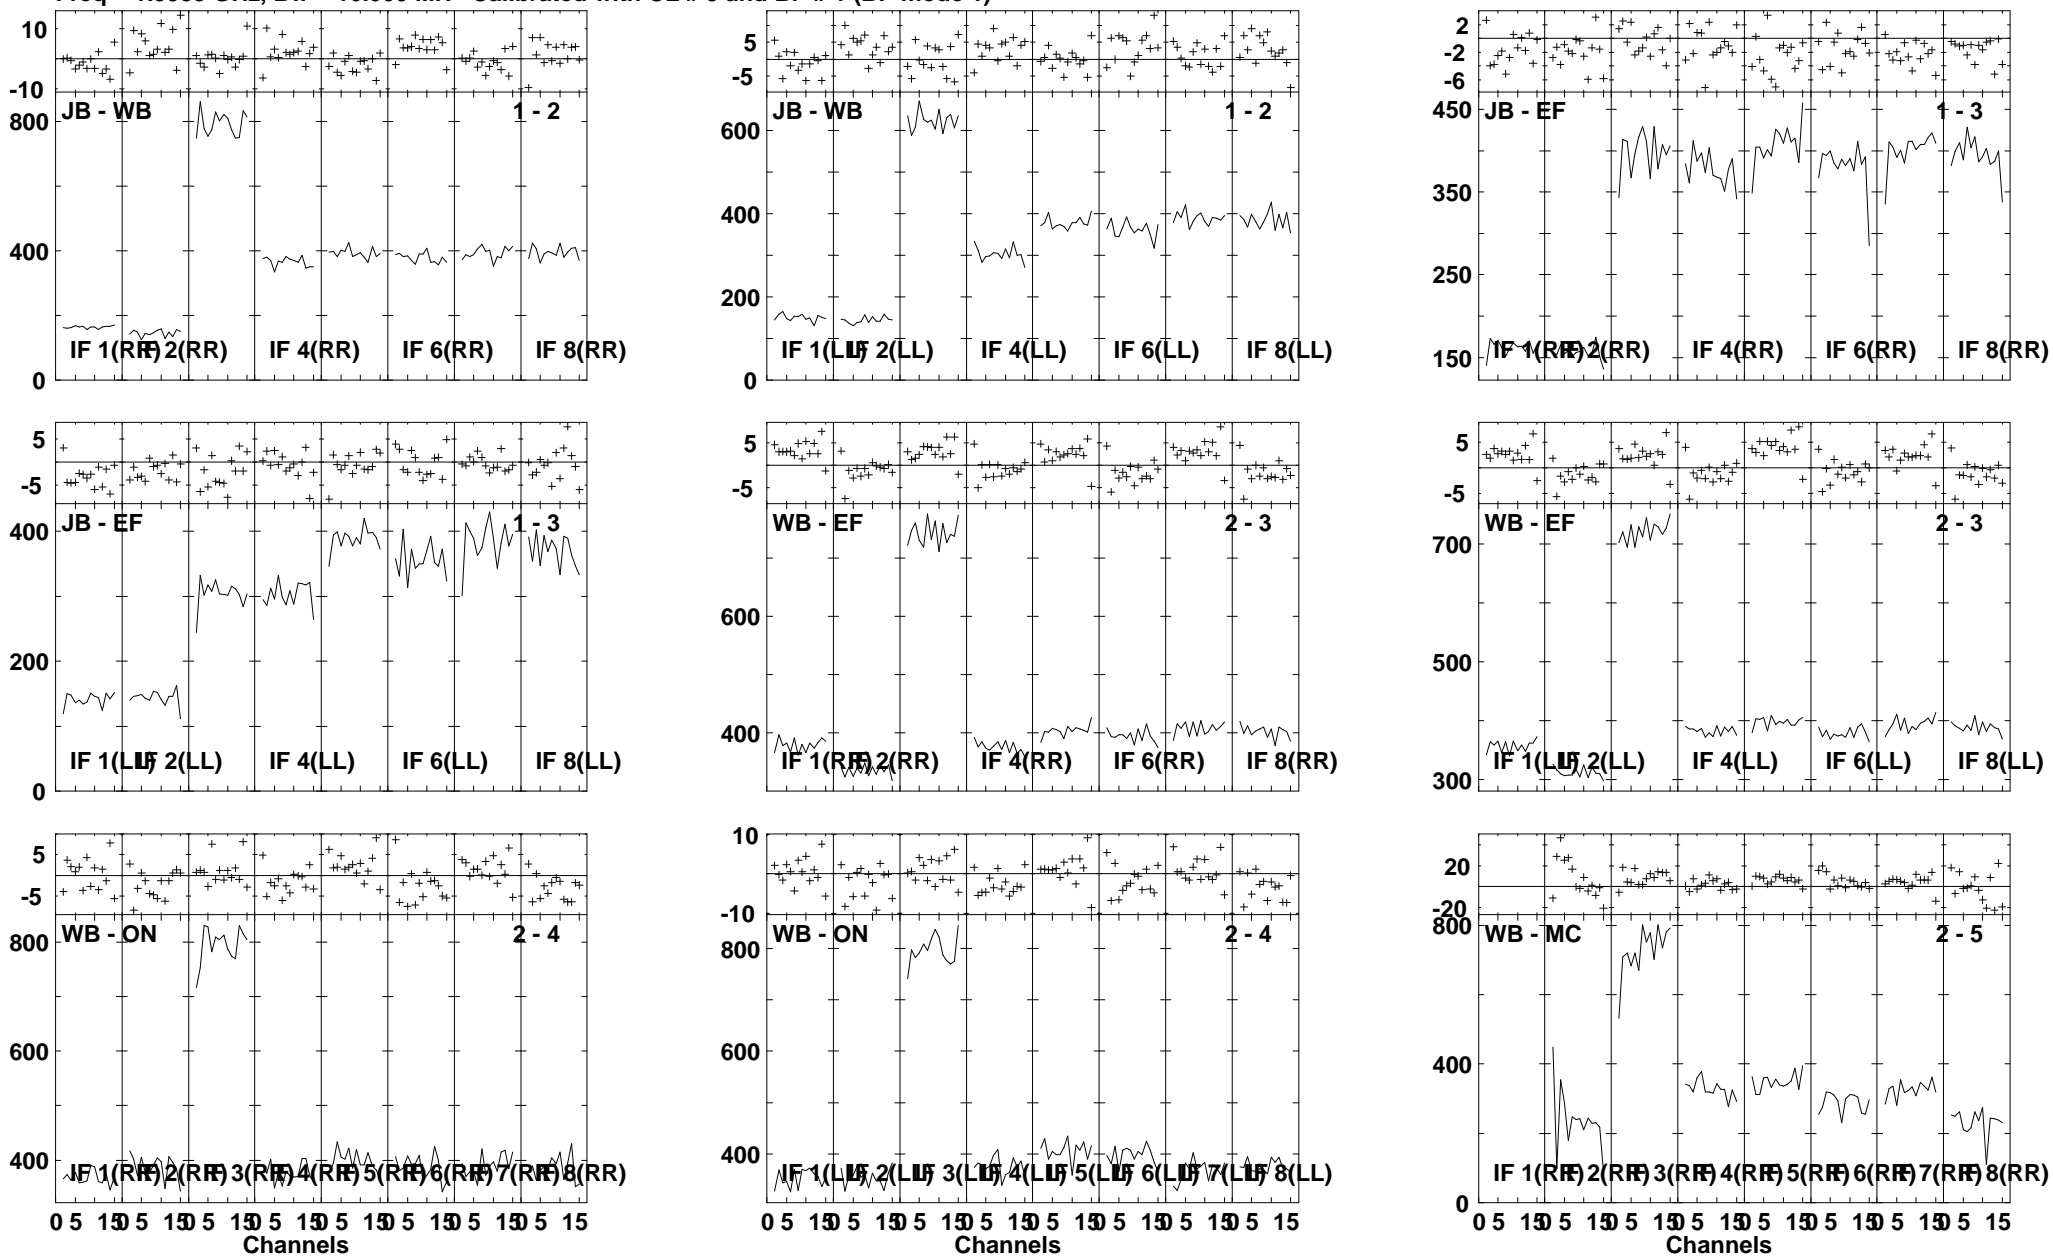 10
0
-10
JB - WB 1 - 2
800
400
0
IF 1(RR) IF 2(RR) IF 4(RR) IF 6(RR) IF 8(RR)
5
-5
JB - WB 1 - 2
600
400
200
0
IF 1(LL) IF 2(LL) IF 4(LL) IF 6(LL) IF 8(LL)
2
-2
-6
JB - EF 1 - 3
450
350
250
150
IF 1(RR) IF 2(RR) IF 4(RR) IF 6(RR) IF 8(RR)
5
-5
JB - EF 1 - 3
400
200
0
IF 1(LL) IF 2(LL) IF 4(LL) IF 6(LL) IF 8(LL)
5
-5
WB - EF 2 - 3
600
400
IF 1(RR) IF 2(RR) IF 4(RR) IF 6(RR) IF 8(RR)
5
-5
WB - EF 2 - 3
700
500
300
IF 1(LL) IF 2(LL) IF 4(LL) IF 6(LL) IF 8(LL)
5
-5
WB - ON 2 - 4
800
600
400
IF 1(RR) IF 2(RR) IF 3(RR) IF 4(RR) IF 5(RR) IF 6(RR) IF 7(RR) IF 8(RR)
0 5 15 0 5 15 0 5 15 0 5 15 0 5 15 0 5 15 0 5 15 0 5 15
Channels
10
0
-10
WB - ON 2 - 4
800
600
400
IF 1(LL) IF 2(LL) IF 3(LL) IF 4(LL) IF 5(LL) IF 6(LL) IF 7(LL) IF 8(LL)
0 5 15 0 5 15 0 5 15 0 5 15 0 5 15 0 5 15 0 5 15 0 5 15
Channels
20
-20
WB - MC 2 - 5
800
400
0
IF 1(RR) IF 2(RR) IF 3(RR) IF 4(RR) IF 5(RR) IF 6(RR) IF 7(RR) IF 8(RR)
0 5 15 0 5 15 0 5 15 0 5 15 0 5 15 0 5 15 0 5 15 0 5 15
Channels